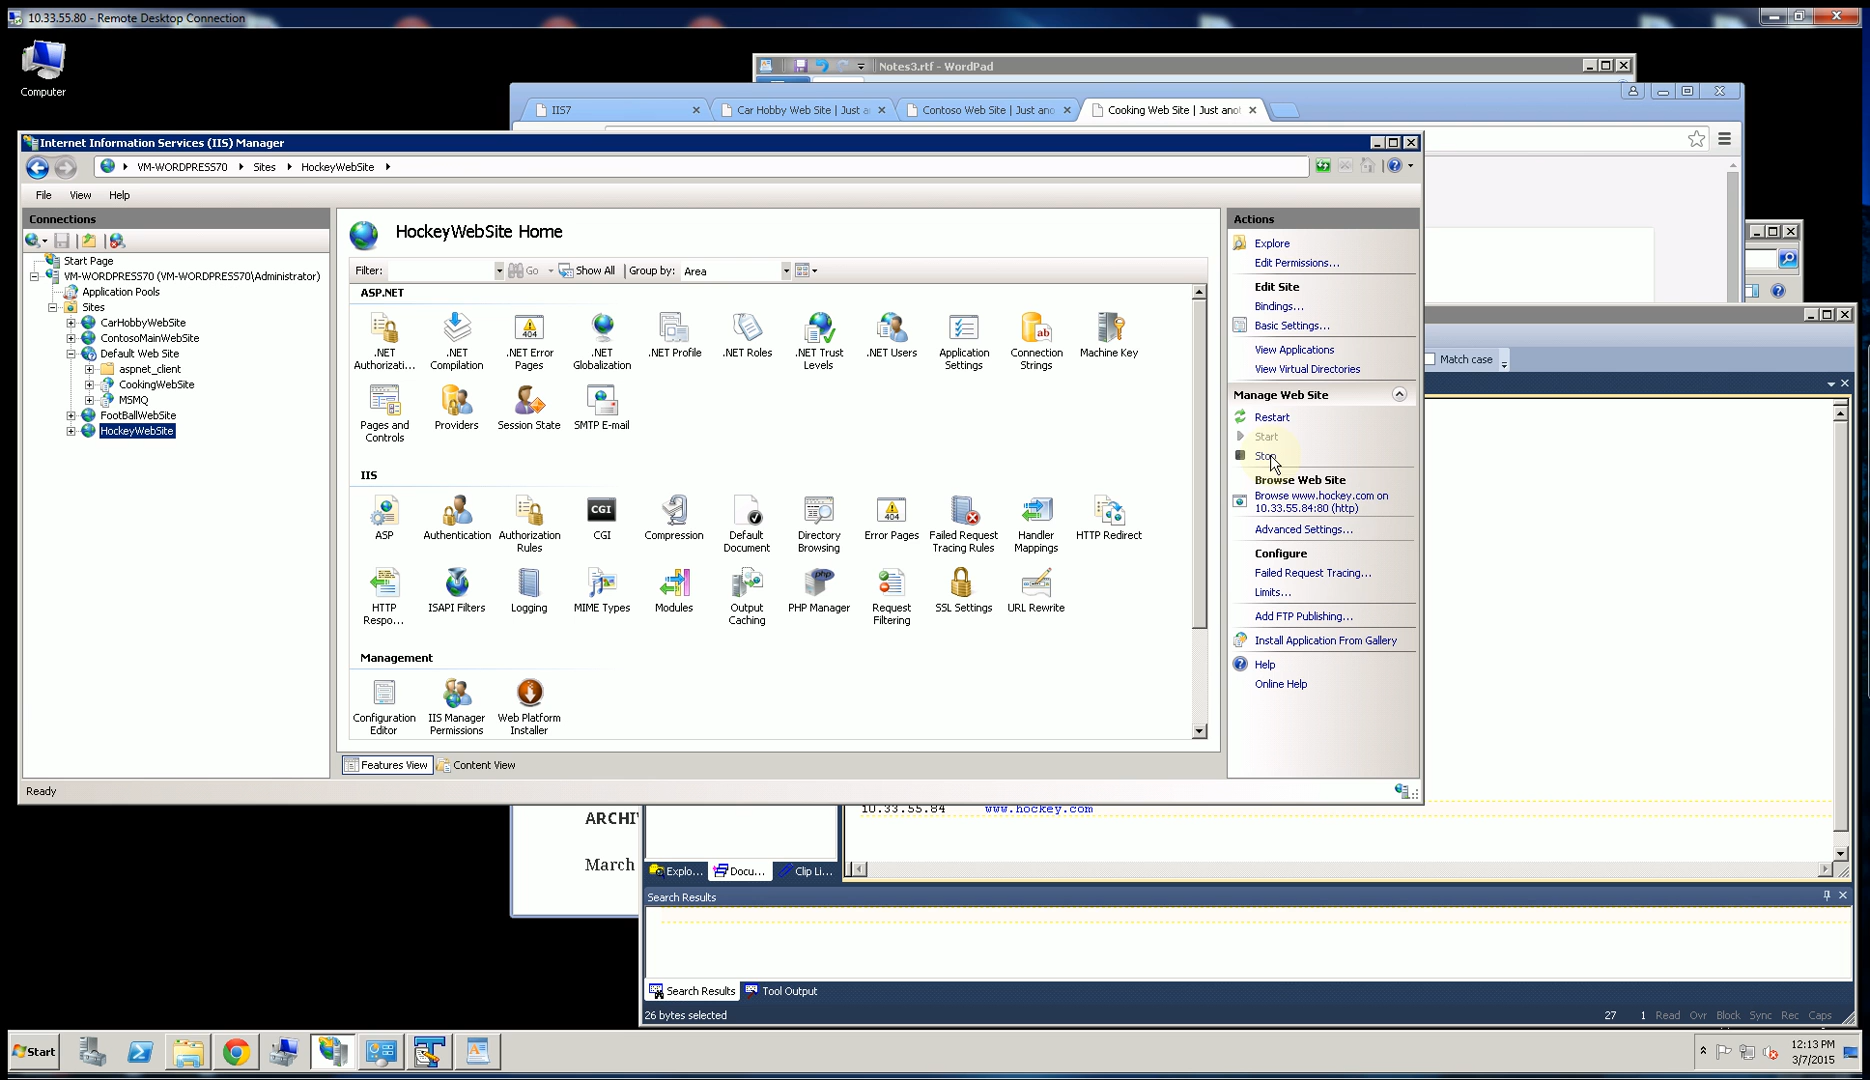 10.33.55.80 - Remote Desktop Connection
Computer
Notes3.rtf - WordPad
IIS7
Car Hobby Web Site | Just a
Contoso Web Site | Just ano
Cooking Web Site | Just anot
Internet Information Services (IIS) Manager
VM-WORDPRESS70
Sites
HockeyWebSite
File
View
Help
Connections
Start Page
VM-WORDPRESS70 (VM-WORDPRESS70\Administrator)
Application Pools
Sites
CarHobbyWebSite
ContosoMainWebSite
Default Web Site
aspnet_client
CookingWebSite
MSMQ
FootBallWebSite
HockeyWebSite
HockeyWebSite Home
Filter:
Go
Show All
Group by:
Area
ASP.NET
.NET Authorizati...
.NET Compilation
.NET Error Pages
.NET Globalization
.NET Profile
.NET Roles
.NET Trust Levels
.NET Users
Application Settings
Connection Strings
Machine Key
Pages and Controls
Providers
Session State
SMTP E-mail
IIS
ASP
Authentication
Authorization Rules
CGI
CGI
Compression
Default Document
Directory Browsing
404
Error Pages
Failed Request Tracing Rules
Handler Mappings
HTTP Redirect
HTTP Respo...
ISAPI Filters
Logging
MIME Types
Modules
Output Caching
PHP Manager
Request Filtering
SSL Settings
URL Rewrite
Management
Configuration Editor
IIS Manager Permissions
Web Platform Installer
Features View
Content View
Ready
Actions
Explore
Edit Permissions...
Edit Site
Bindings...
Basic Settings...
View Applications
View Virtual Directories
Manage Web Site
Restart
Start
Stop
Browse Web Site
Browse www.hockey.com on
10.33.55.84:80 (http)
Advanced Settings...
Configure
Failed Request Tracing...
Limits...
Add FTP Publishing...
Install Application From Gallery
Help
Online Help
Match case
10.33.55.84 www.hockey.com
ARCHIV
March
Explo...
Docu...
Clip Li...
Search Results
Search Results
Tool Output
26 bytes selected
27
1
Read
Ovr
Block
Sync
Rec
Caps
Start
12:13 PM
3/7/2015